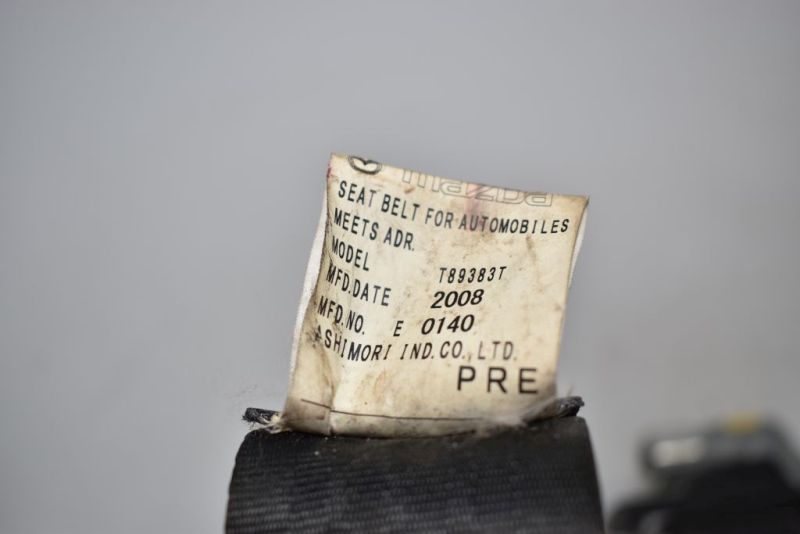 mazda
SEAT BELT FOR AUTOMOBILES
MEETS ADR.
MODEL T89383T
MFD.DATE 2008
MFD.NO. E 0140
ASHIMORI IND.CO.,LTD.
PRE